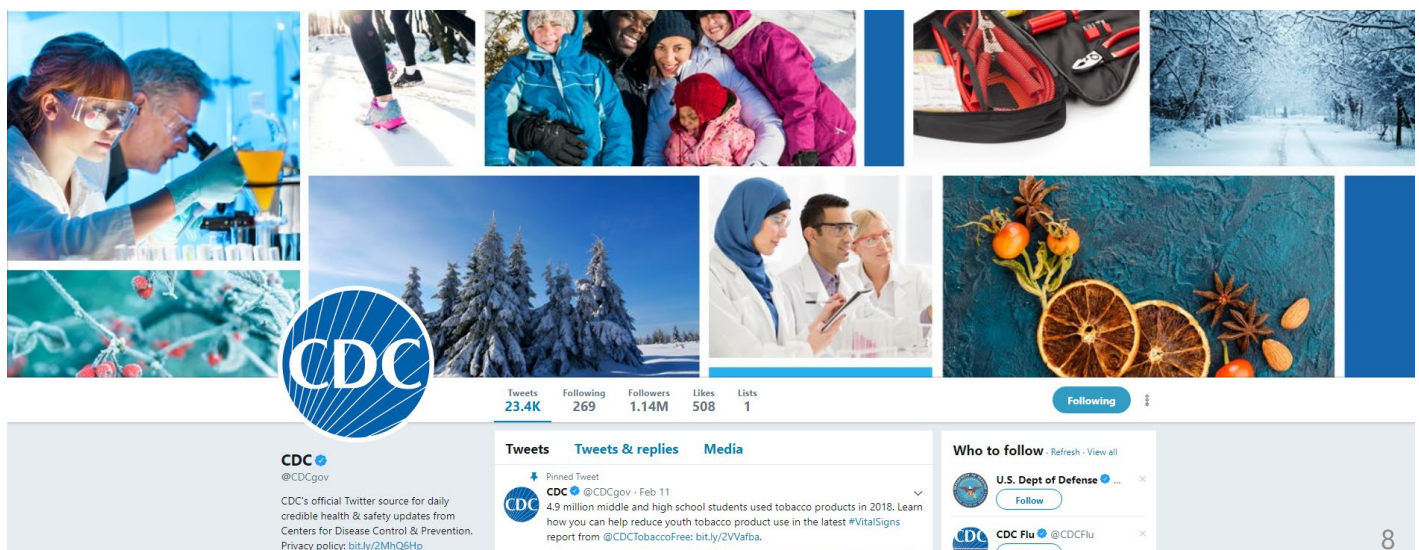 CDC
Tweets Following Followers Likes Lists
23.4K 269 1.14M 508 1
Following
CDC
@CDCgov
CDC's official Twitter source for daily
credible health & safety updates from
Centers for Disease Control & Prevention.
Privacy policy: bit.ly/2MhQ6Hp
Tweets Tweets & replies Media
Pinned Tweet
CDC
CDC @CDCgov · Feb 11
4.9 million middle and high school students used tobacco products in 2018. Learn
how you can help reduce youth tobacco product use in the latest #VitalSigns
report from @CDCTobaccoFree: bit.ly/2VVafba.
Who to follow · Refresh · View all
U.S. Dept of Defense ...
Follow
CDC
CDC Flu @CDCFlu
8